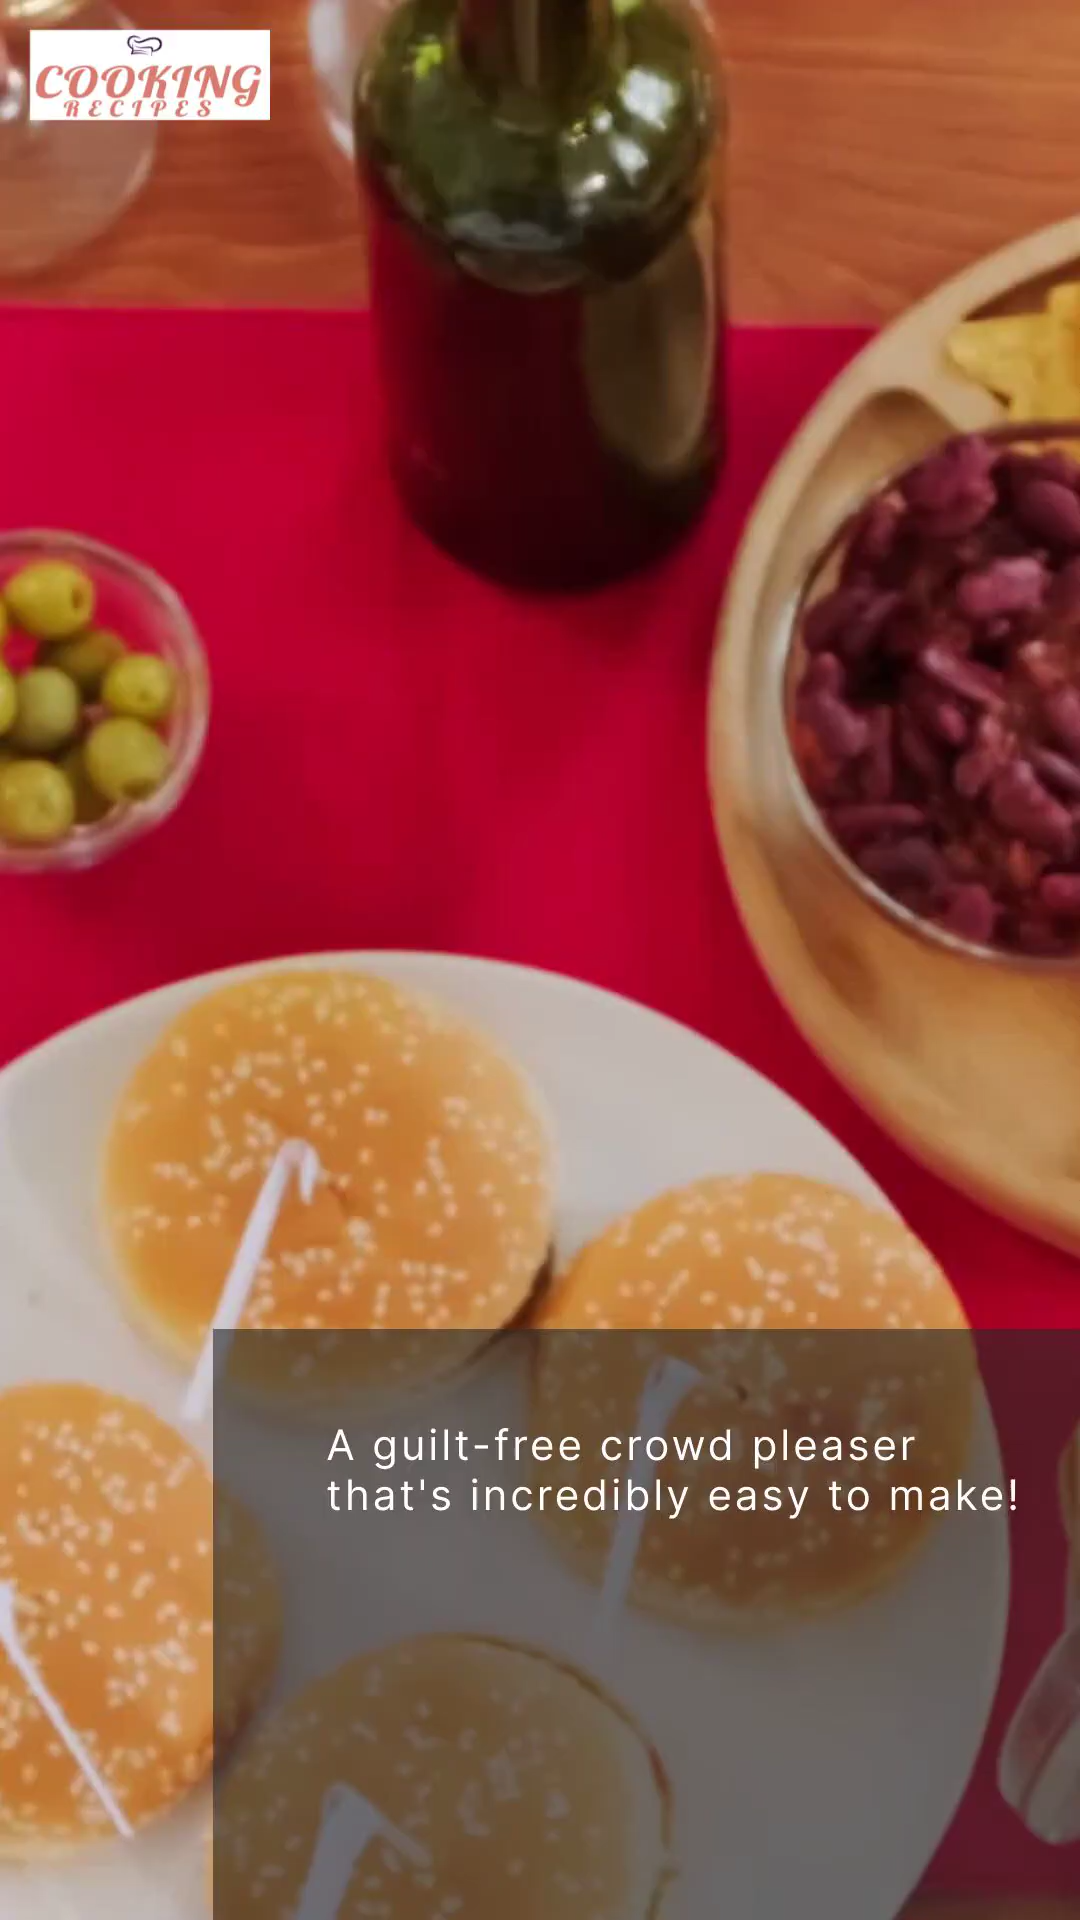 COOKING
RECIPES
A guilt-free crowd pleaser
that's incredibly easy to make!